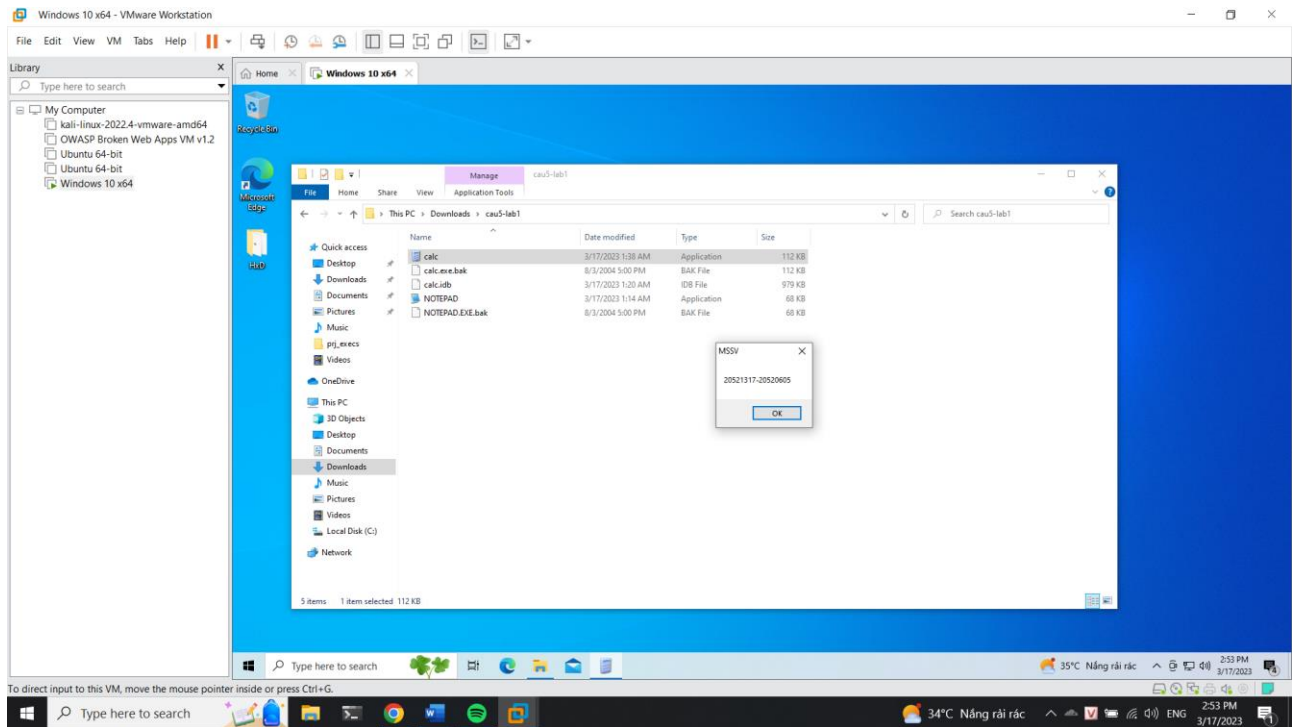 Windows 10 x64 - VMware Workstation
File Edit View VM Tabs Help
Library
Type here to search
My Computer
kali-linux-2022.4-vmware-amd64
OWASP Broken Web Apps VM v1.2
Ubuntu 64-bit
Ubuntu 64-bit
Windows 10 x64
Home
Windows 10 x64
Recycle Bin
Microsoft Edge
HxD
Manage
cau5-lab1
File Home Share View Application Tools
This PC > Downloads > cau5-lab1
Search cau5-lab1
Name Date modified Type Size
calc 3/17/2023 1:38 AM Application 112 KB
calc.exe.bak 8/3/2004 5:00 PM BAK File 112 KB
calc.idb 3/17/2023 1:20 AM IDB File 979 KB
NOTEPAD 3/17/2023 1:14 AM Application 68 KB
NOTEPAD.EXE.bak 8/3/2004 5:00 PM BAK File 68 KB
Quick access
Desktop
Downloads
Documents
Pictures
Music
prj_execs
Videos
OneDrive
This PC
3D Objects
Desktop
Documents
Downloads
Music
Pictures
Videos
Local Disk (C:)
Network
MSSV
20521317-20520605
OK
5 items 1 item selected 112 KB
Type here to search
35°C Nắng rải rác
2:53 PM
3/17/2023
To direct input to this VM, move the mouse pointer inside or press Ctrl+G.
Type here to search
34°C Nắng rải rác
ENG
2:53 PM
3/17/2023